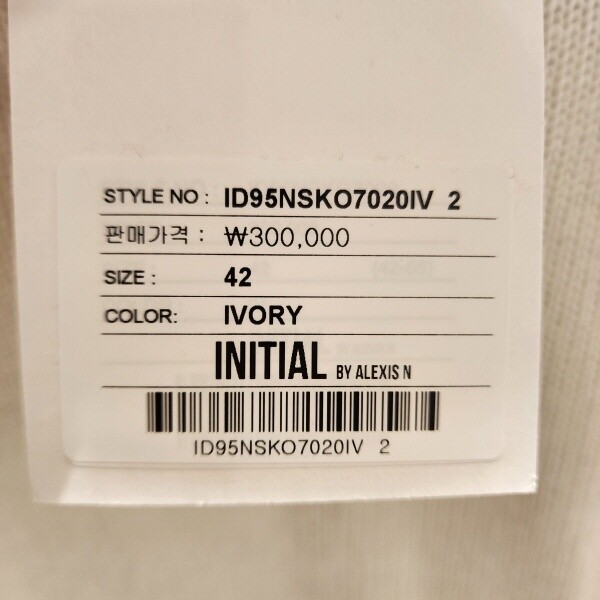 STYLE NO : ID95NSKO7020IV 2
판매가격 : ₩300,000
SIZE : 42
COLOR: IVORY
INITIAL BY ALEXIS N
ID95NSKO7020IV 2